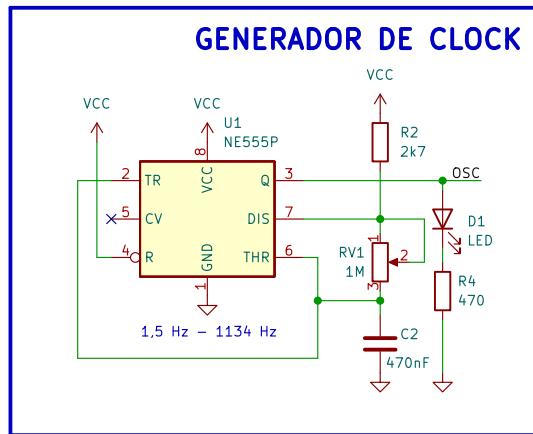 GENERADOR DE CLOCK
VCC
VCC
VCC
U1
NE555P
R2
2k7
8
2
TR
VCC
Q
3
OSC
5
CV
DIS
7
D1
LED
4
R
GND
THR
6
RV1
1M
1
2
3
R4
470
1
1,5 Hz - 1134 Hz
C2
470nF